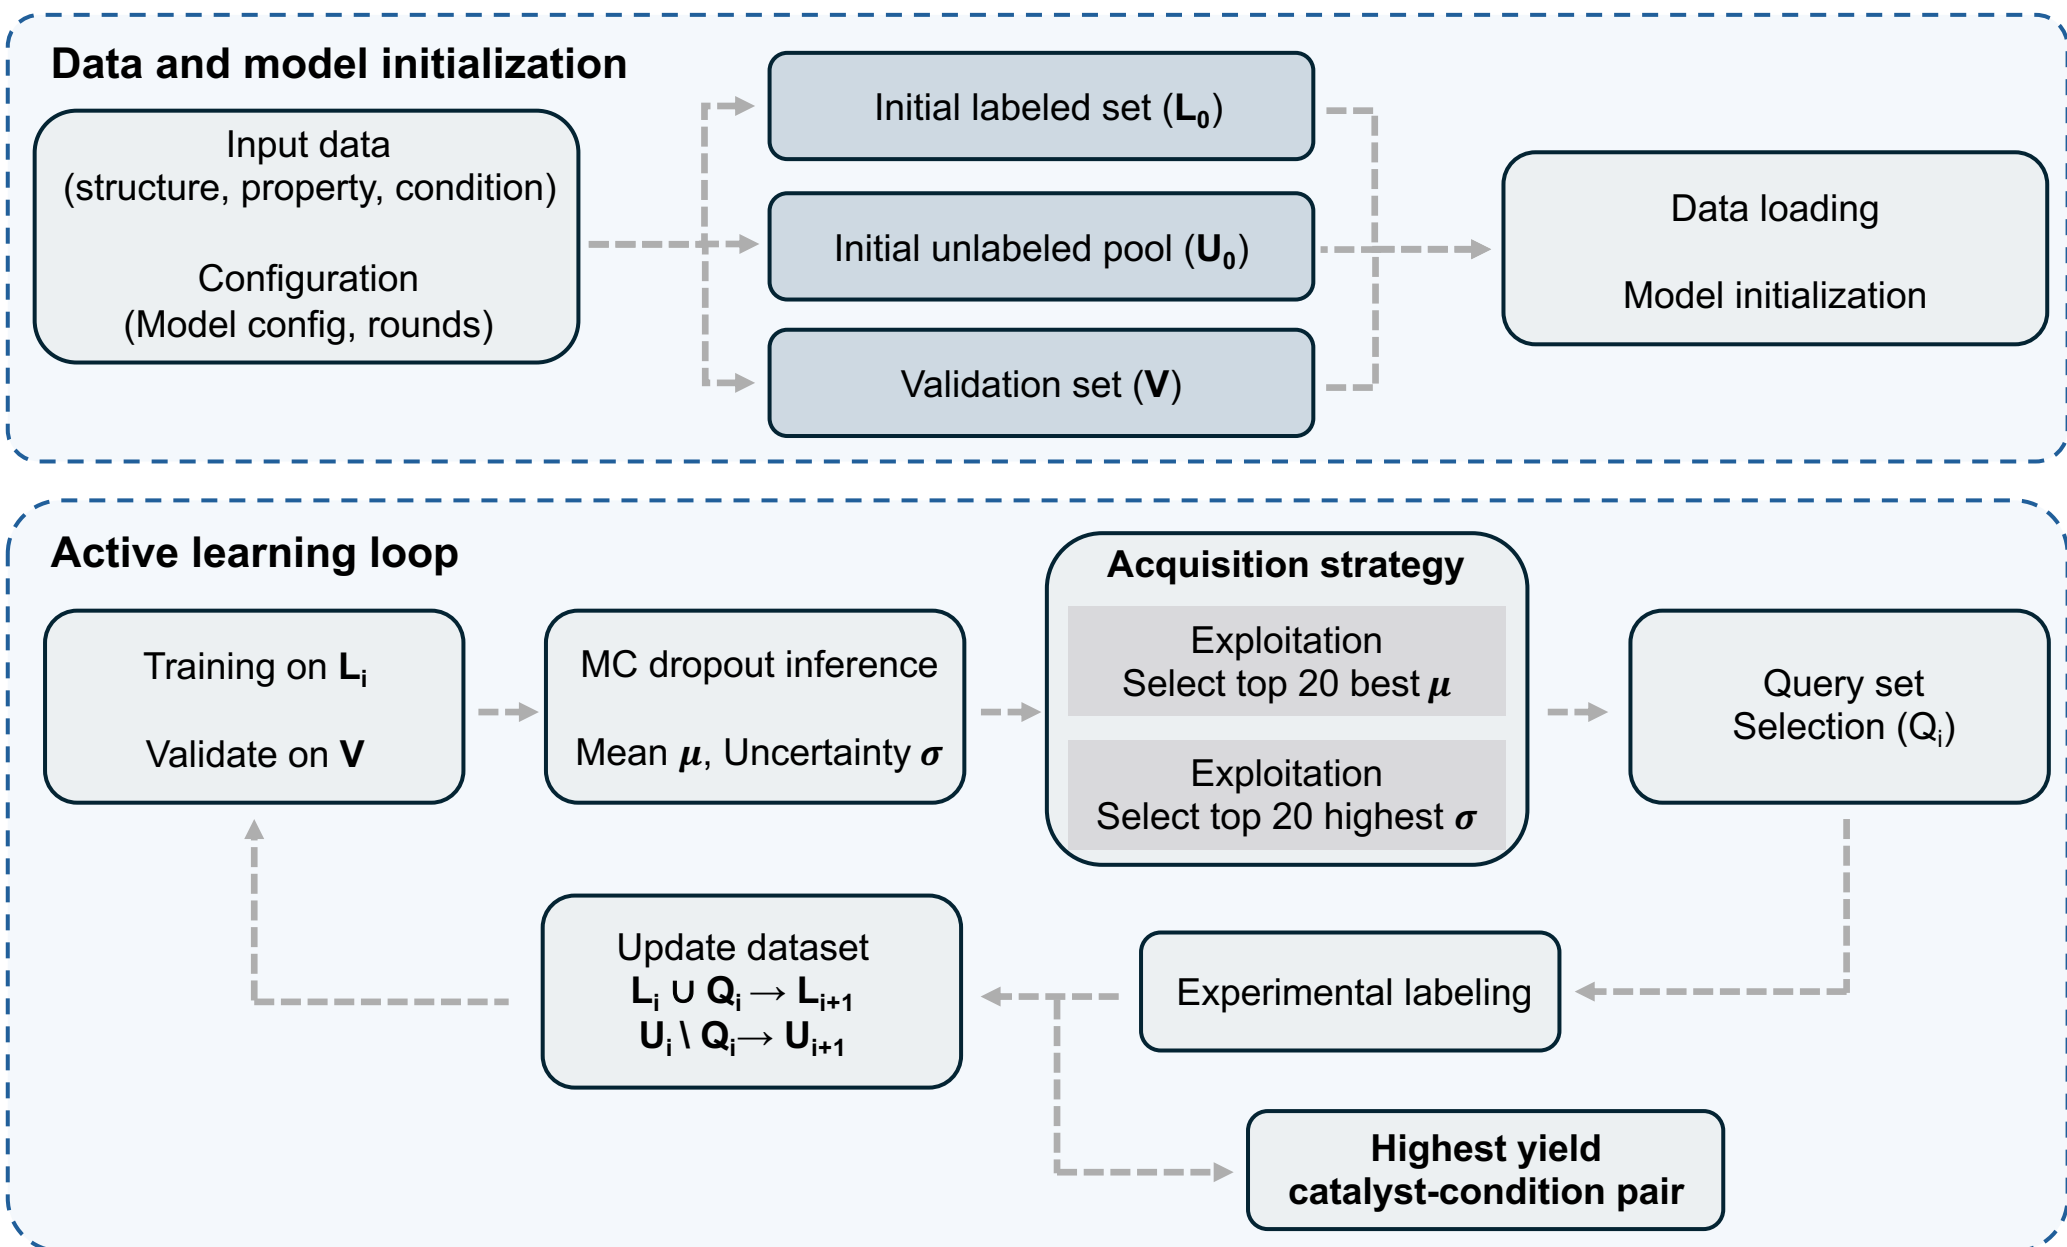 Data and model initialization
Input data
(structure, property, condition)
Configuration
(Model config, rounds)
Initial labeled set (L₀)
Initial unlabeled pool (U₀)
Validation set (V)
Data loading
Model initialization
Active learning loop
Training on Lᵢ
Validate on V
MC dropout inference
Mean μ, Uncertainty σ
Acquisition strategy
Exploitation
Select top 20 best μ
Exploitation
Select top 20 highest σ
Query set
Selection (Qᵢ)
Experimental labeling
Update dataset
Lᵢ ∪ Qᵢ → Lᵢ₊₁
Uᵢ \ Qᵢ → Uᵢ₊₁
Highest yield
catalyst-condition pair